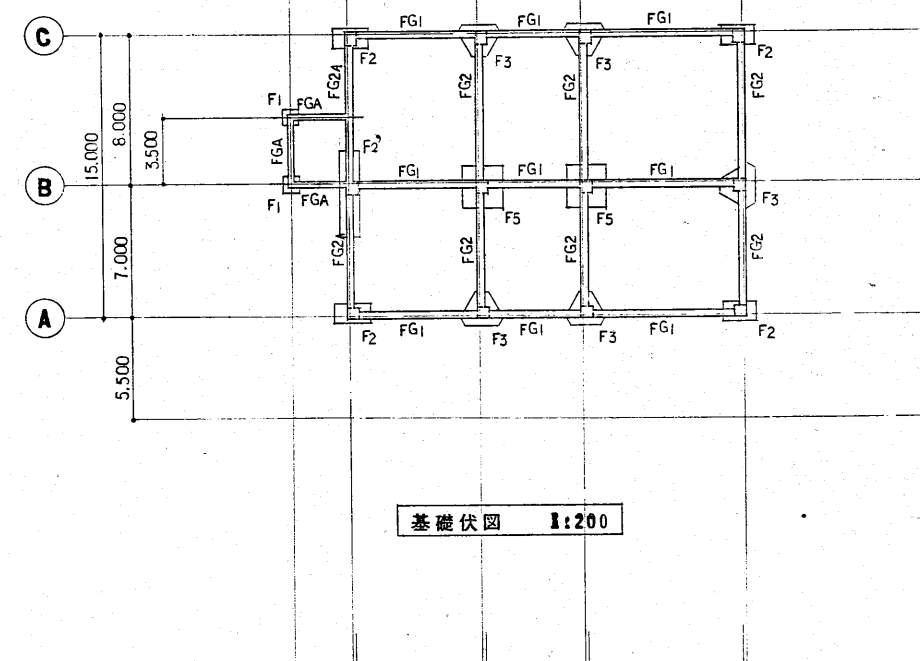 FG1 FG1 FG1
C
F2 F3 F3 F2
FG2A FG2 FG2 FG2
F1 FGA
15.000 8.000 3.500
FGA
F2'
FG1 FG1 FG1
B
F1 FGA F5 F5 F3
7.000
FG2A FG2 FG2 FG2
A
FG1 FG1 FG1
F2 F3 F3 F2
5.500
基礎伏図 1:200